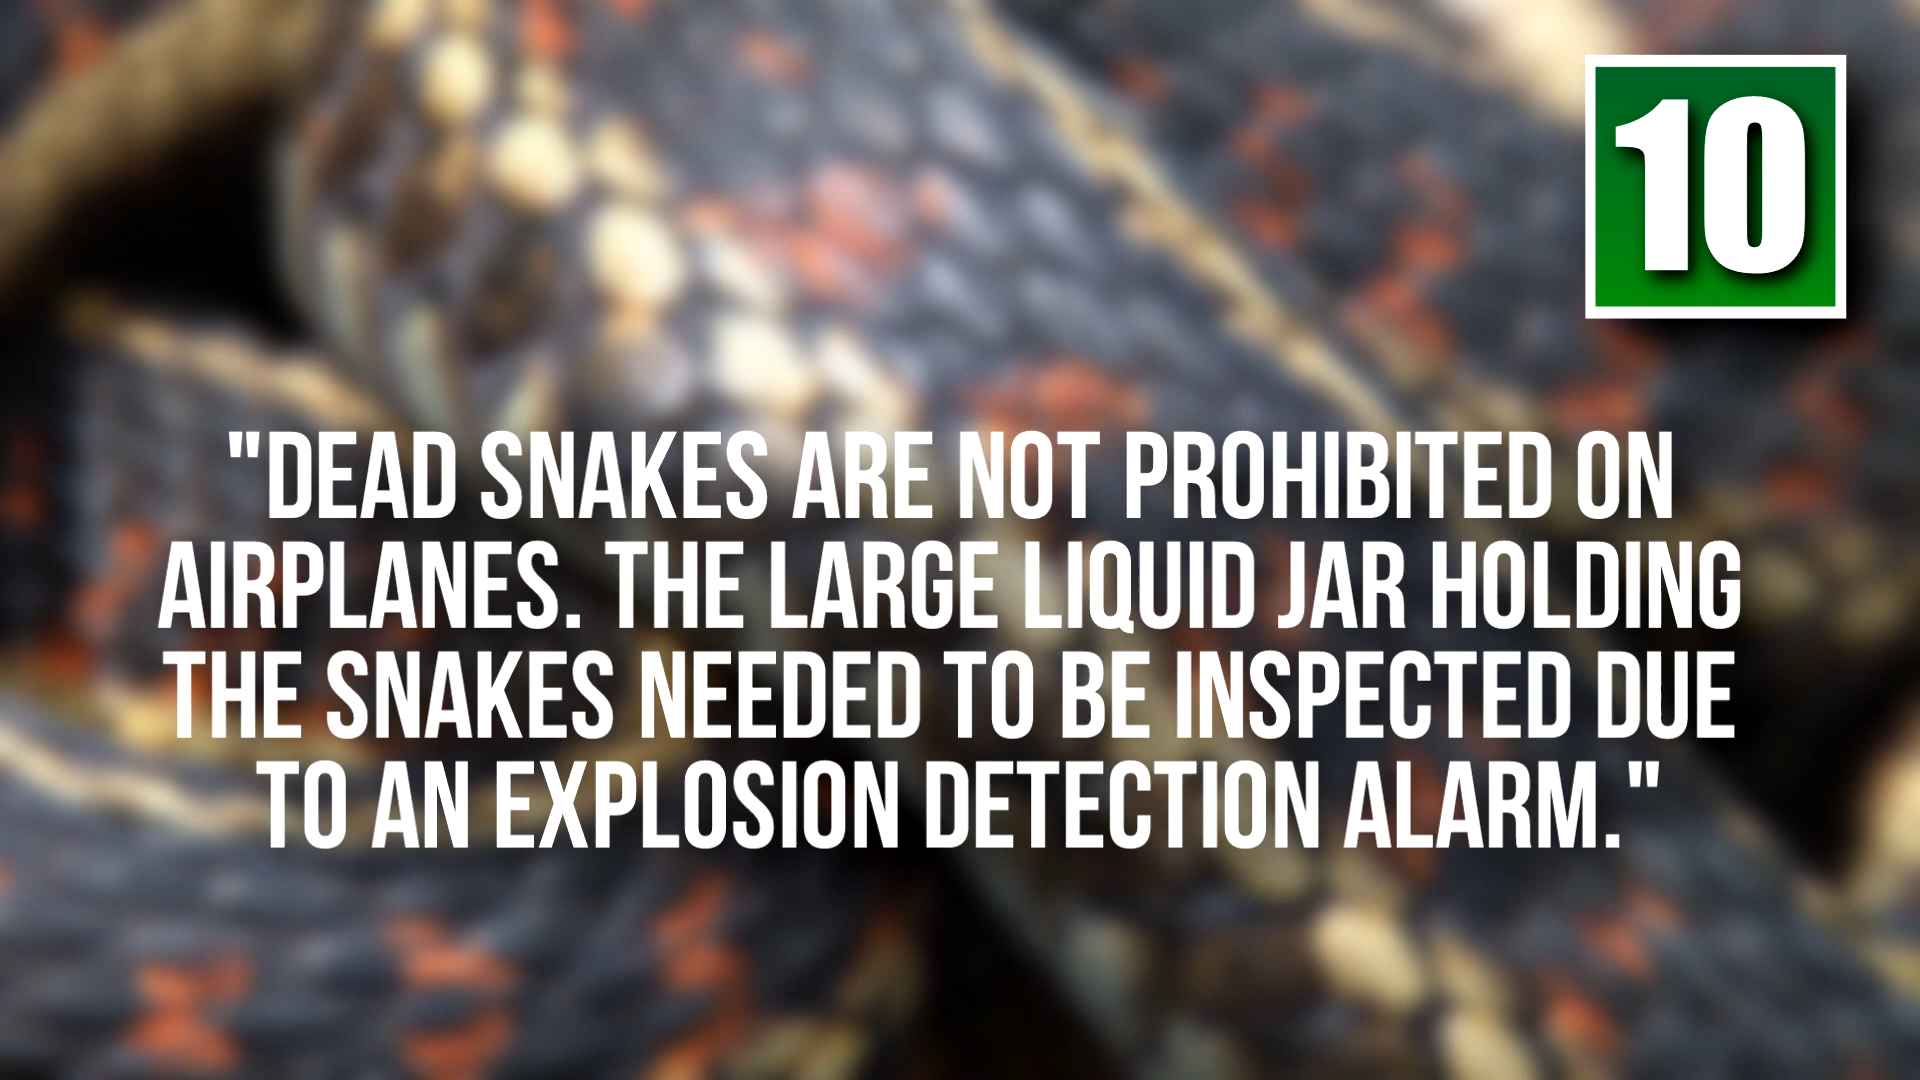 10
"DEAD SNAKES ARE NOT PROHIBITED ON
AIRPLANES. THE LARGE LIQUID JAR HOLDING
THE SNAKES NEEDED TO BE INSPECTED DUE
TO AN EXPLOSION DETECTION ALARM."